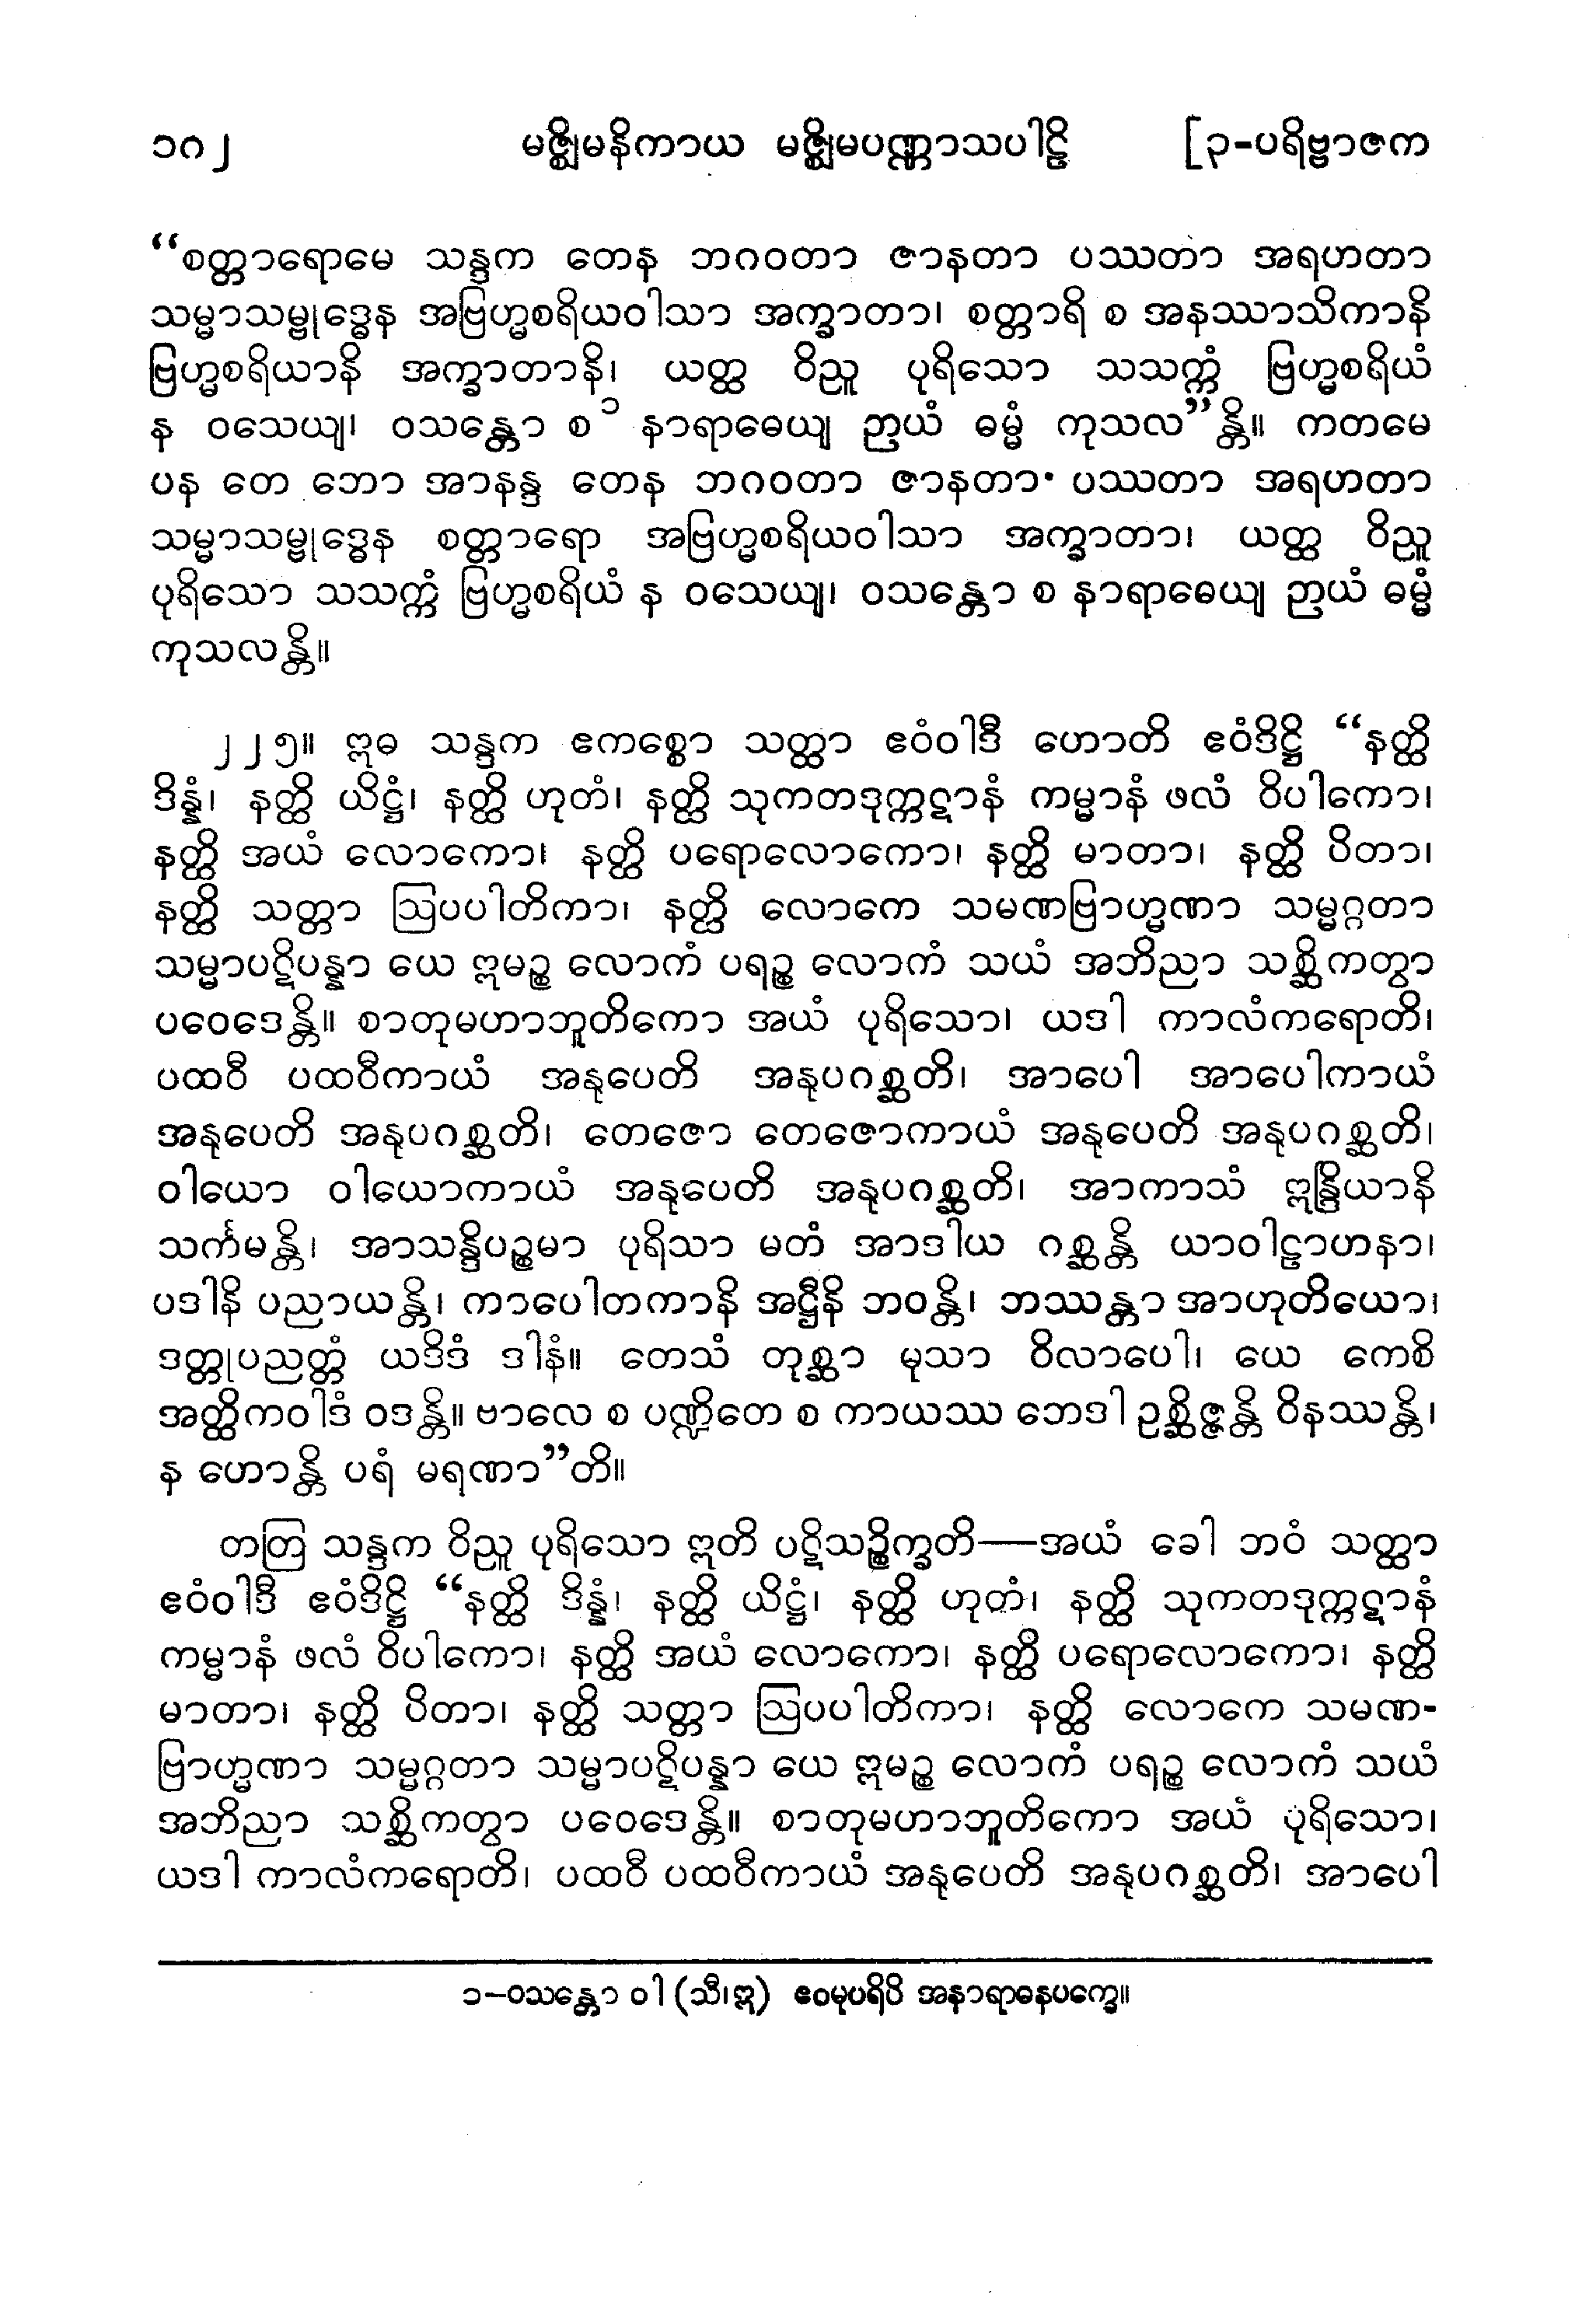 ၁၈၂ မဇ္ဈိမနိကာယ မဇ္ဈိမပဏ္ဏာသပါဠိ [၃-ပရိဗ္ဗာဇက
“စတ္တာရောမေ သန္ဒက တေန ဘဂဝတာ ဇာနတာ ပဿတာ အရဟတာ
သမ္မာသမ္ဗုဒ္ဓေန အဗြဟ္မစရိယဝါသာ အက္ခာတာ၊ စတ္တာရိ စ အနဿာသိကာနိ
ဗြဟ္မစရိယာနိ အက္ခာတာနိ၊ ယတ္ထ ဝိညူ ပုရိသော သသက္ကံ ဗြဟ္မစရိယံ
န ဝသေယျ၊ ဝသန္တော စ ၁ နာရာဓေယျ ဉာယံ ဓမ္မံ ကုသလ”န္တိ။ ကတမေ
ပန တေ ဘော အာနန္ဒ တေန ဘဂဝတာ ဇာနတာ ပဿတာ အရဟတာ
သမ္မာသမ္ဗုဒ္ဓေန စတ္တာရော အဗြဟ္မစရိယဝါသာ အက္ခာတာ၊ ယတ္ထ ဝိညူ
ပုရိသော သသက္ကံ ဗြဟ္မစရိယံ န ဝသေယျ၊ ဝသန္တော စ နာရာဓေယျ ဉာယံ ဓမ္မံ
ကုသလန္တိ။
၂၂၅။ ဣဓ သန္ဒက ဧကစ္စော သတ္ထာ ဧဝံဝါဒီ ဟောတိ ဧဝံဒိဋ္ဌိ “နတ္ထိ
ဒိန္နံ၊ နတ္ထိ ယိဋ္ဌံ၊ နတ္ထိ ဟုတံ၊ နတ္ထိ သုကတဒုက္ကဋာနံ ကမ္မာနံ ဖလံ ဝိပါကော၊
နတ္ထိ အယံ လောကော၊ နတ္ထိ ပရောလောကော၊ နတ္ထိ မာတာ၊ နတ္ထိ ပိတာ၊
နတ္ထိ သတ္တာ ဩပပါတိကာ၊ နတ္ထိ လောကေ သမဏဗြာဟ္မဏာ သမ္မဂ္ဂတာ
သမ္မာပဋိပန္နာ ယေ ဣမဉ္စ လောကံ ပရဉ္စ လောကံ သယံ အဘိညာ သစ္ဆိကတွာ
ပဝေဒေန္တိ။ စာတုမဟာဘူတိကော အယံ ပုရိသော၊ ယဒါ ကာလံကရောတိ၊
ပထဝီ ပထဝီကာယံ အနုပေတိ အနုပဂစ္ဆတိ၊ အာပေါ အာပေါကာယံ
အနုပေတိ အနုပဂစ္ဆတိ၊ တေဇော တေဇောကာယံ အနုပေတိ အနုပဂစ္ဆတိ၊
ဝါယော ဝါယောကာယံ အနုပေတိ အနုပဂစ္ဆတိ၊ အာကာသံ ဣန္ဒြိယာနိ
သင်္ကမန္တိ၊ အာသန္ဒိပဉ္စမာ ပုရိသာ မတံ အာဒါယ ဂစ္ဆန္တိ ယာဝါဠာဟနာ၊
ပဒါနိ ပညာယန္တိ၊ ကာပေါတကာနိ အဋ္ဌီနိ ဘဝန္တိ၊ ဘဿန္တာ အာဟုတိယော၊
ဒတ္တုပညတ္တံ ယဒိဒံ ဒါနံ။ တေသံ တုစ္ဆာ မုသာ ဝိလာပေါ၊ ယေ ကေစိ
အတ္ထိကဝါဒံ ဝဒန္တိ။ ဗာလေ စ ပဏ္ဍိတေ စ ကာယဿ ဘေဒါ ဥစ္ဆိဇ္ဇန္တိ ဝိနဿန္တိ၊
န ဟောန္တိ ပရံ မရဏာ”တိ။
တတြ သန္ဒက ဝိညူ ပုရိသော ဣတိ ပဋိသဉ္စိက္ခတိ—အယံ ခေါ ဘဝံ သတ္ထာ
ဧဝံဝါဒီ ဧဝံဒိဋ္ဌိ “နတ္ထိ ဒိန္နံ၊ နတ္ထိ ယိဋ္ဌံ၊ နတ္ထိ ဟုတံ၊ နတ္ထိ သုကတဒုက္ကဋာနံ
ကမ္မာနံ ဖလံ ဝိပါကော၊ နတ္ထိ အယံ လောကော၊ နတ္ထိ ပရောလောကော၊ နတ္ထိ
မာတာ၊ နတ္ထိ ပိတာ၊ နတ္ထိ သတ္တာ ဩပပါတိကာ၊ နတ္ထိ လောကေ သမဏ-
ဗြာဟ္မဏာ သမ္မဂ္ဂတာ သမ္မာပဋိပန္နာ ယေ ဣမဉ္စ လောကံ ပရဉ္စ လောကံ သယံ
အဘိညာ သစ္ဆိကတွာ ပဝေဒေန္တိ။ စာတုမဟာဘူတိကော အယံ ပုရိသော၊
ယဒါ ကာလံကရောတိ၊ ပထဝီ ပထဝီကာယံ အနုပေတိ အနုပဂစ္ဆတိ၊ အာပေါ
၁-ဝသန္တော ဝါ (သီ၊ဣ) ဧဝမုပရိပိ အနာရာဓနပက္ခေ။